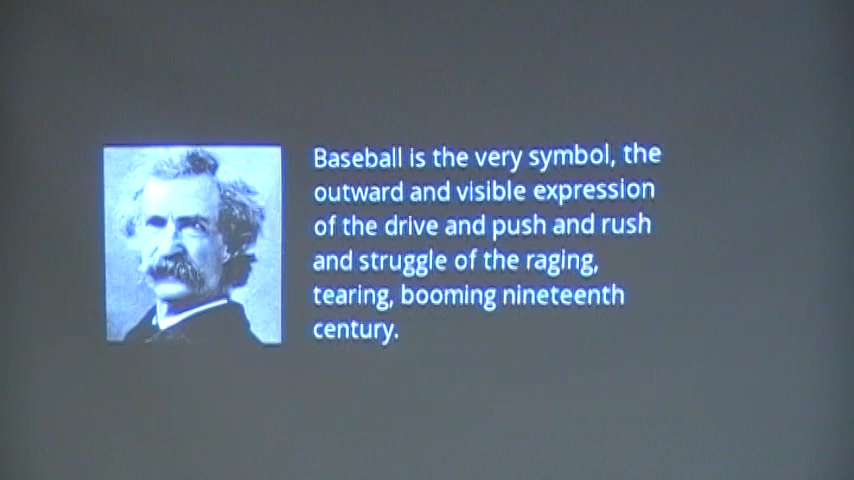 Baseball is the very symbol, the
outward and visible expression
of the drive and push and rush
and struggle of the raging,
tearing, booming nineteenth
century.